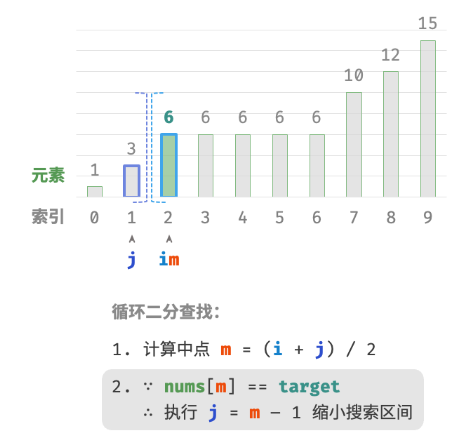 15
12
10
6 6 6 6 6
3
1
元素
索引 0 1 2 3 4 5 6 7 8 9
j im
循环二分查找：
1. 计算中点 m = (i + j) / 2
2. ∵ nums[m] == target
∴ 执行 j = m − 1 缩小搜索区间